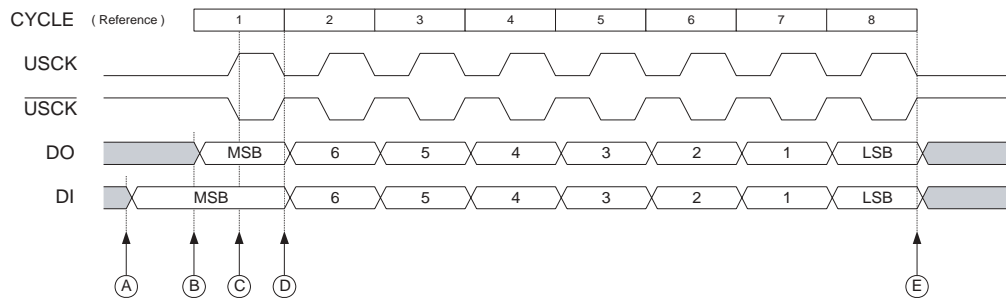 CYCLE ( Reference ) 1 2 3 4 5 6 7 8
USCK
USCK
DO MSB 6 5 4 3 2 1 LSB
DI MSB 6 5 4 3 2 1 LSB
A B C D E